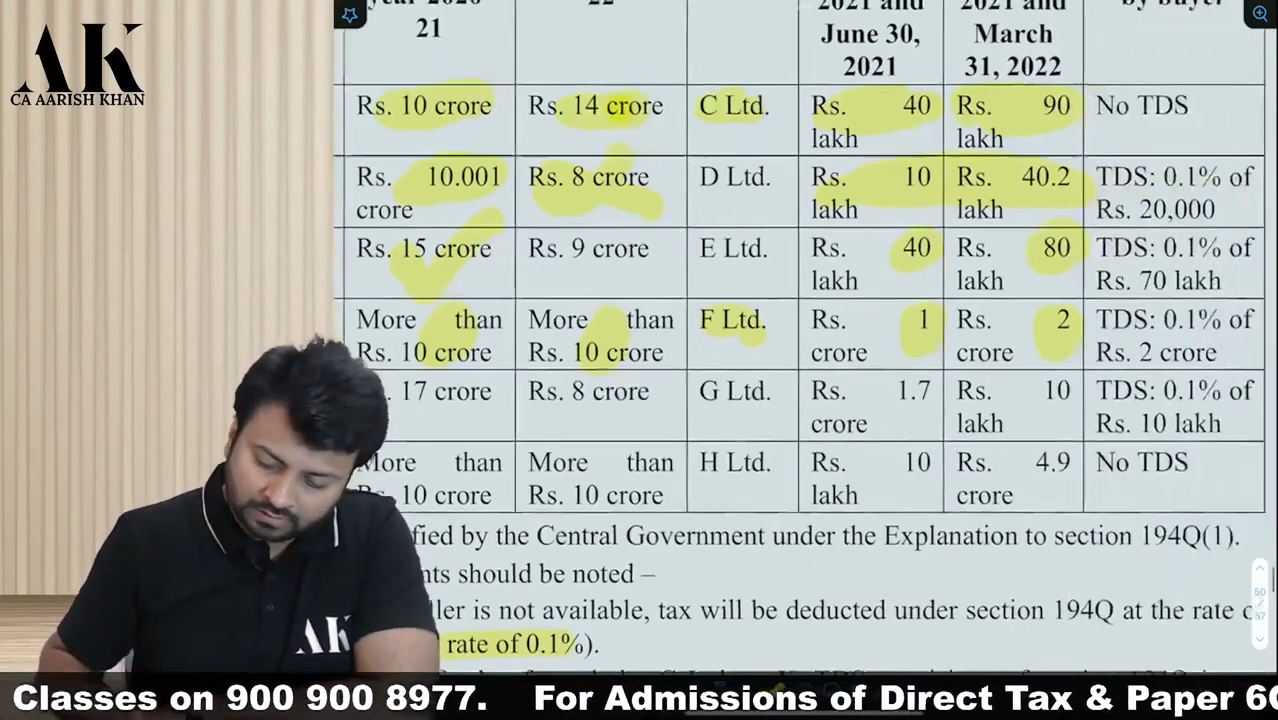 AK
CA AARISH KHAN
21
22
2021 and
June 30,
2021
2021 and
March
31, 2022
by buyer
Rs. 10 crore
Rs. 14 crore
C Ltd.
Rs. 40
lakh
Rs. 90
lakh
No TDS
Rs. 10.001
crore
Rs. 8 crore
D Ltd.
Rs. 10
lakh
Rs. 40.2
lakh
TDS: 0.1% of
Rs. 20,000
Rs. 15 crore
Rs. 9 crore
E Ltd.
Rs. 40
lakh
Rs. 80
lakh
TDS: 0.1% of
Rs. 70 lakh
More than
Rs. 10 crore
More than
Rs. 10 crore
F Ltd.
Rs. 1
crore
Rs. 2
crore
TDS: 0.1% of
Rs. 2 crore
17 crore
Rs. 8 crore
G Ltd.
Rs. 1.7
crore
Rs. 10
lakh
TDS: 0.1% of
Rs. 10 lakh
More than
Rs. 10 crore
More than
Rs. 10 crore
H Ltd.
Rs. 10
lakh
Rs. 4.9
crore
No TDS
by the Central Government under the Explanation to section 194Q(1).
should be noted –
is not available, tax will be deducted under section 194Q at the rate
rate of 0.1%).
50
/
57
AK
Classes on 900 900 8977. For Admissions of Direct Tax & Paper